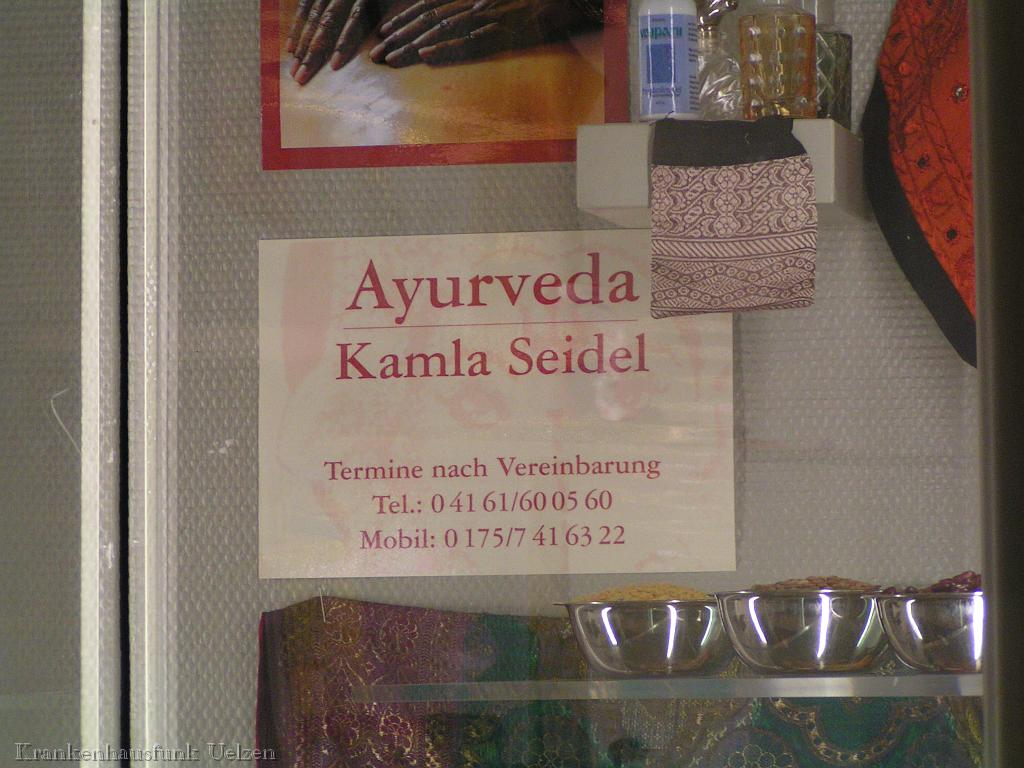 Ayurveda
Kamla Seidel
Termine nach Vereinbarung
Tel.: 0 41 61/60 05 60
Mobil: 0 175/7 41 63 22
Krankenhausfunk Uelzen